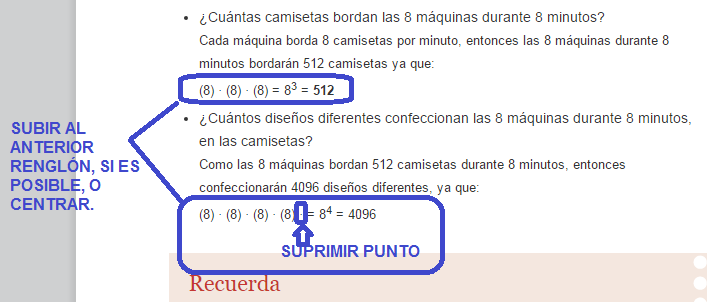 • ¿Cuántas camisetas bordan las 8 máquinas durante 8 minutos?
Cada máquina borda 8 camisetas por minuto, entonces las 8 máquinas durante 8
minutos bordarán 512 camisetas ya que:
(8) · (8) · (8) = 8³ = 512
• ¿Cuántos diseños diferentes confeccionan las 8 máquinas durante 8 minutos,
en las camisetas?
Como las 8 máquinas bordan 512 camisetas durante 8 minutos, entonces
confeccionarán 4096 diseños diferentes, ya que:
(8) · (8) · (8) · (8) · = 8⁴ = 4096
SUBIR AL
ANTERIOR
RENGLÓN, SI ES
POSIBLE, O
CENTRAR.
SUPRIMIR PUNTO
Recuerda